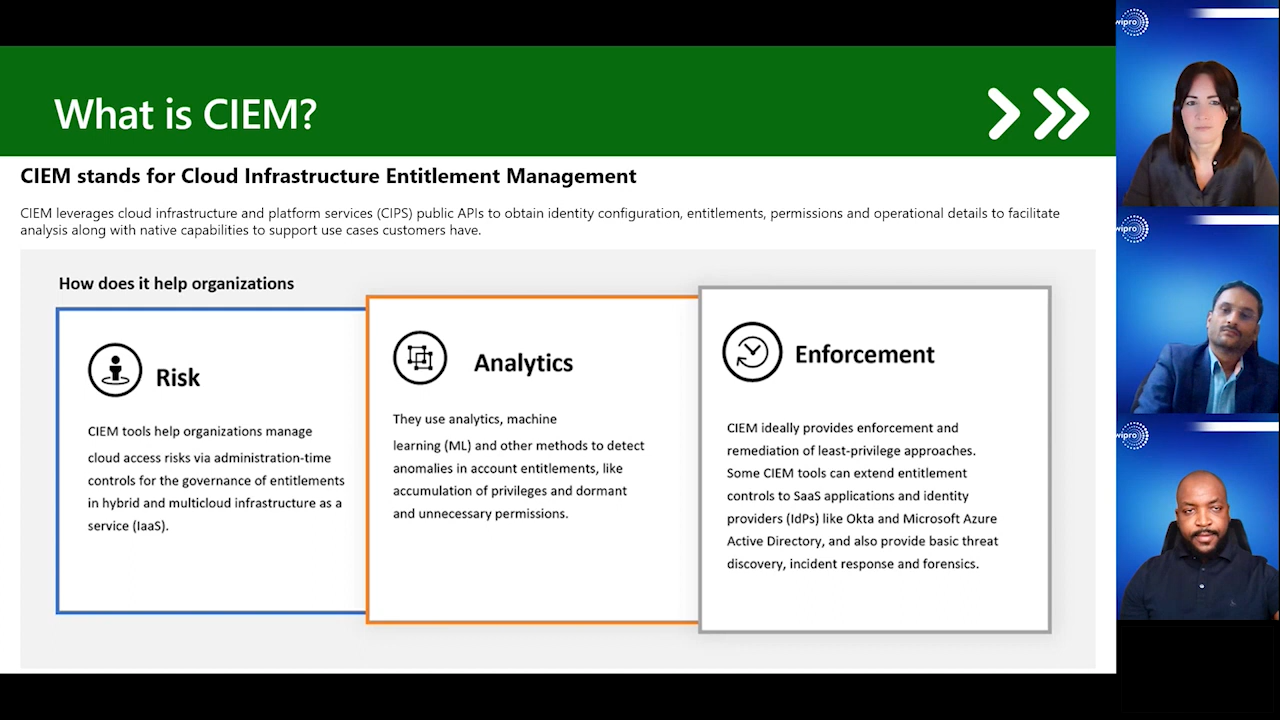 What is CIEM?
CIEM stands for Cloud Infrastructure Entitlement Management
CIEM leverages cloud infrastructure and platform services (CIPS) public APIs to obtain identity configuration, entitlements, permissions and operational details to facilitate
analysis along with native capabilities to support use cases customers have.
How does it help organizations
Risk
CIEM tools help organizations manage
cloud access risks via administration-time
controls for the governance of entitlements
in hybrid and multicloud infrastructure as a
service (IaaS).
Analytics
They use analytics, machine
learning (ML) and other methods to detect
anomalies in account entitlements, like
accumulation of privileges and dormant
and unnecessary permissions.
Enforcement
CIEM ideally provides enforcement and
remediation of least-privilege approaches.
Some CIEM tools can extend entitlement
controls to SaaS applications and identity
providers (IdPs) like Okta and Microsoft Azure
Active Directory, and also provide basic threat
discovery, incident response and forensics.
wipro
wipro
wipro